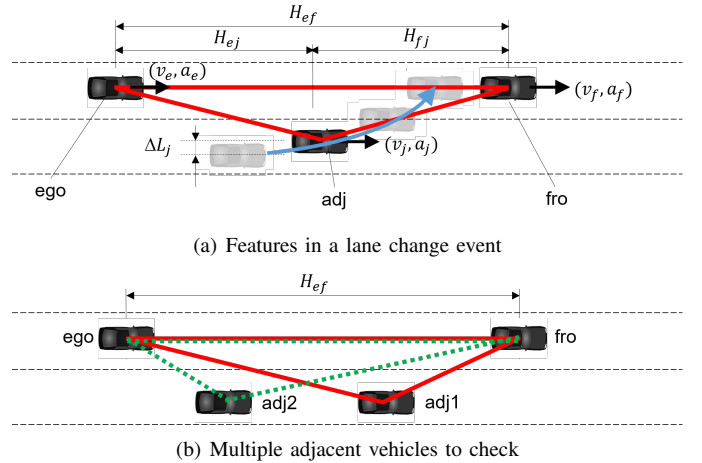 H_ef
H_ej
H_fj
(v_e, a_e)
(v_f, a_f)
ΔL_j
(v_j, a_j)
ego
adj
fro
(a) Features in a lane change event
H_ef
ego
fro
adj2
adj1
(b) Multiple adjacent vehicles to check